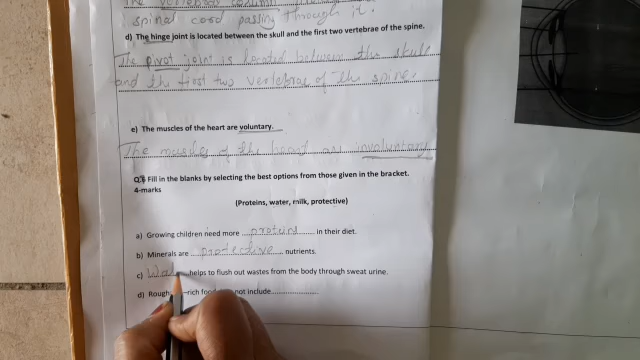 spinal cord passing through it.
d) The hinge joint is located between the skull and the first two vertebrae of the spine.
The pivot joint is located between the skull
and the first two vertebrae of the spine.
e) The muscles of the heart are voluntary.
The muscles of the heart are involuntary
Fill in the blanks by selecting the best options from those given in the bracket.
4-marks
(Proteins, water, milk, protective)
a) Growing children need more proteins in their diet.
b) Minerals are protective nutrients.
c) helps to flush out wastes from the body through sweat urine.
d) Rough -rich food not include